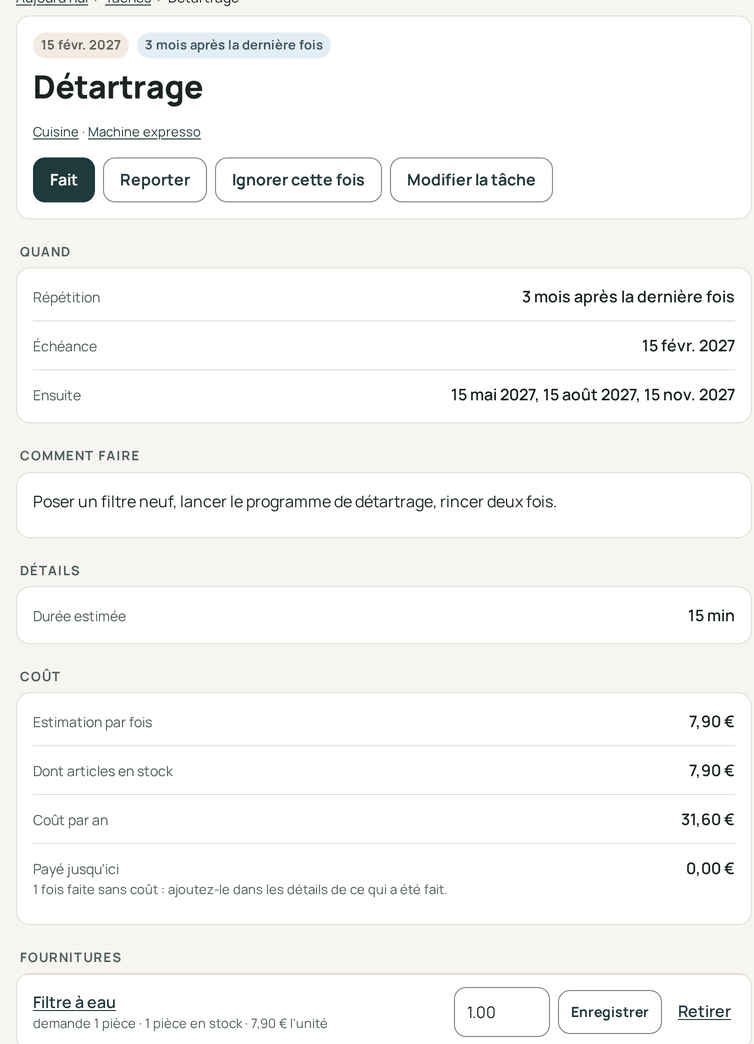 Aujourd'hui › Tâches › Détartrage
15 févr. 2027 3 mois après la dernière fois
Détartrage
Cuisine · Machine expresso
Fait Reporter Ignorer cette fois Modifier la tâche
QUAND
Répétition 3 mois après la dernière fois
Échéance 15 févr. 2027
Ensuite 15 mai 2027, 15 août 2027, 15 nov. 2027
COMMENT FAIRE
Poser un filtre neuf, lancer le programme de détartrage, rincer deux fois.
DÉTAILS
Durée estimée 15 min
COÛT
Estimation par fois 7,90 €
Dont articles en stock 7,90 €
Coût par an 31,60 €
Payé jusqu'ici 0,00 €
1 fois faite sans coût : ajoutez-le dans les détails de ce qui a été fait.
FOURNITURES
Filtre à eau 1.00 Enregistrer Retirer
demande 1 pièce · 1 pièce en stock · 7,90 € l'unité